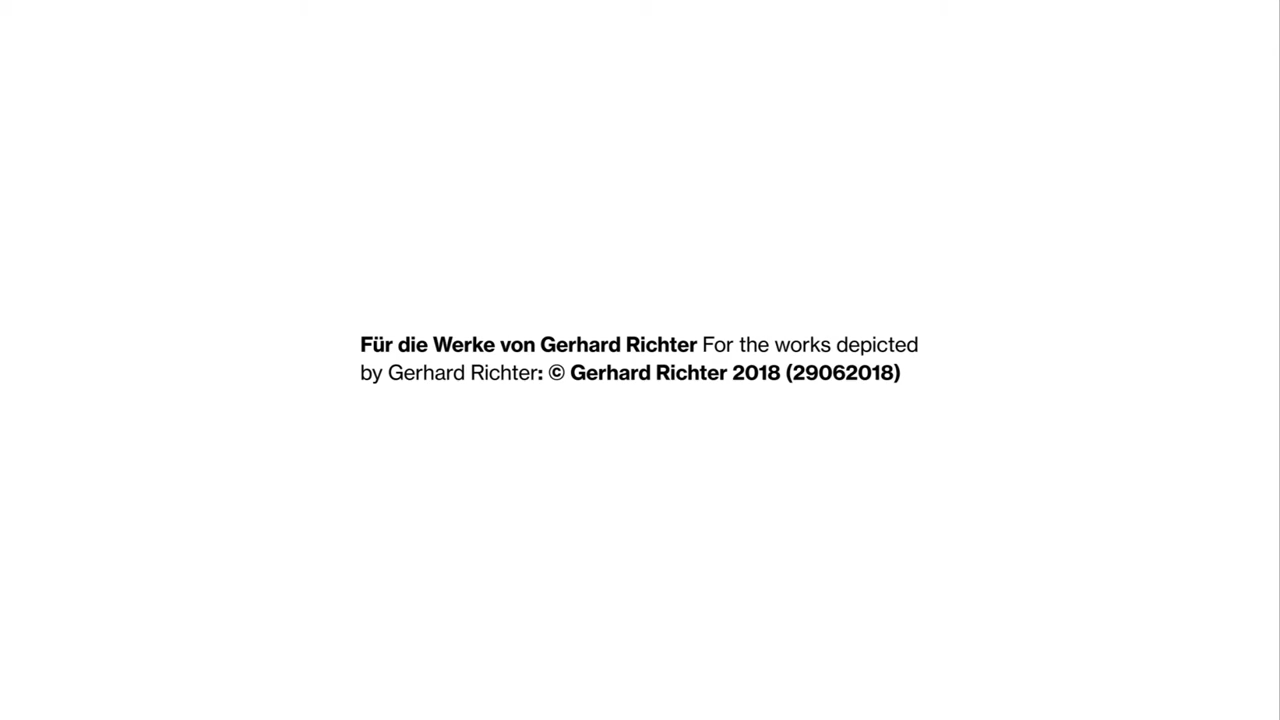 Für die Werke von Gerhard Richter For the works depicted
by Gerhard Richter: © Gerhard Richter 2018 (29062018)